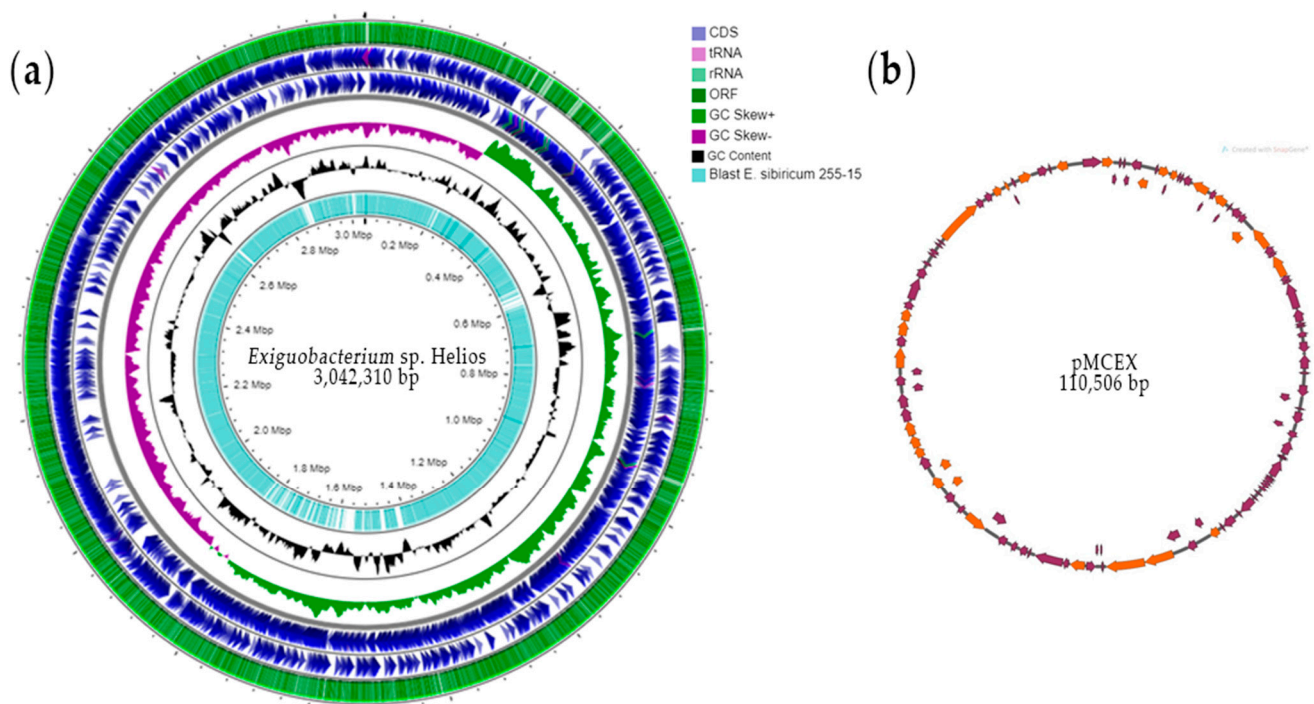 (a)
CDS
tRNA
rRNA
ORF
GC Skew+
GC Skew-
GC Content
Blast E. sibiricum 255-15
3.0 Mbp
0.2 Mbp
0.4 Mbp
0.6 Mbp
0.8 Mbp
1.0 Mbp
1.2 Mbp
1.4 Mbp
1.6 Mbp
1.8 Mbp
2.0 Mbp
2.2 Mbp
2.4 Mbp
2.6 Mbp
2.8 Mbp
Exiguobacterium sp. Helios
3,042,310 bp
(b)
Created with SnapGene®
pMCEX
110,506 bp